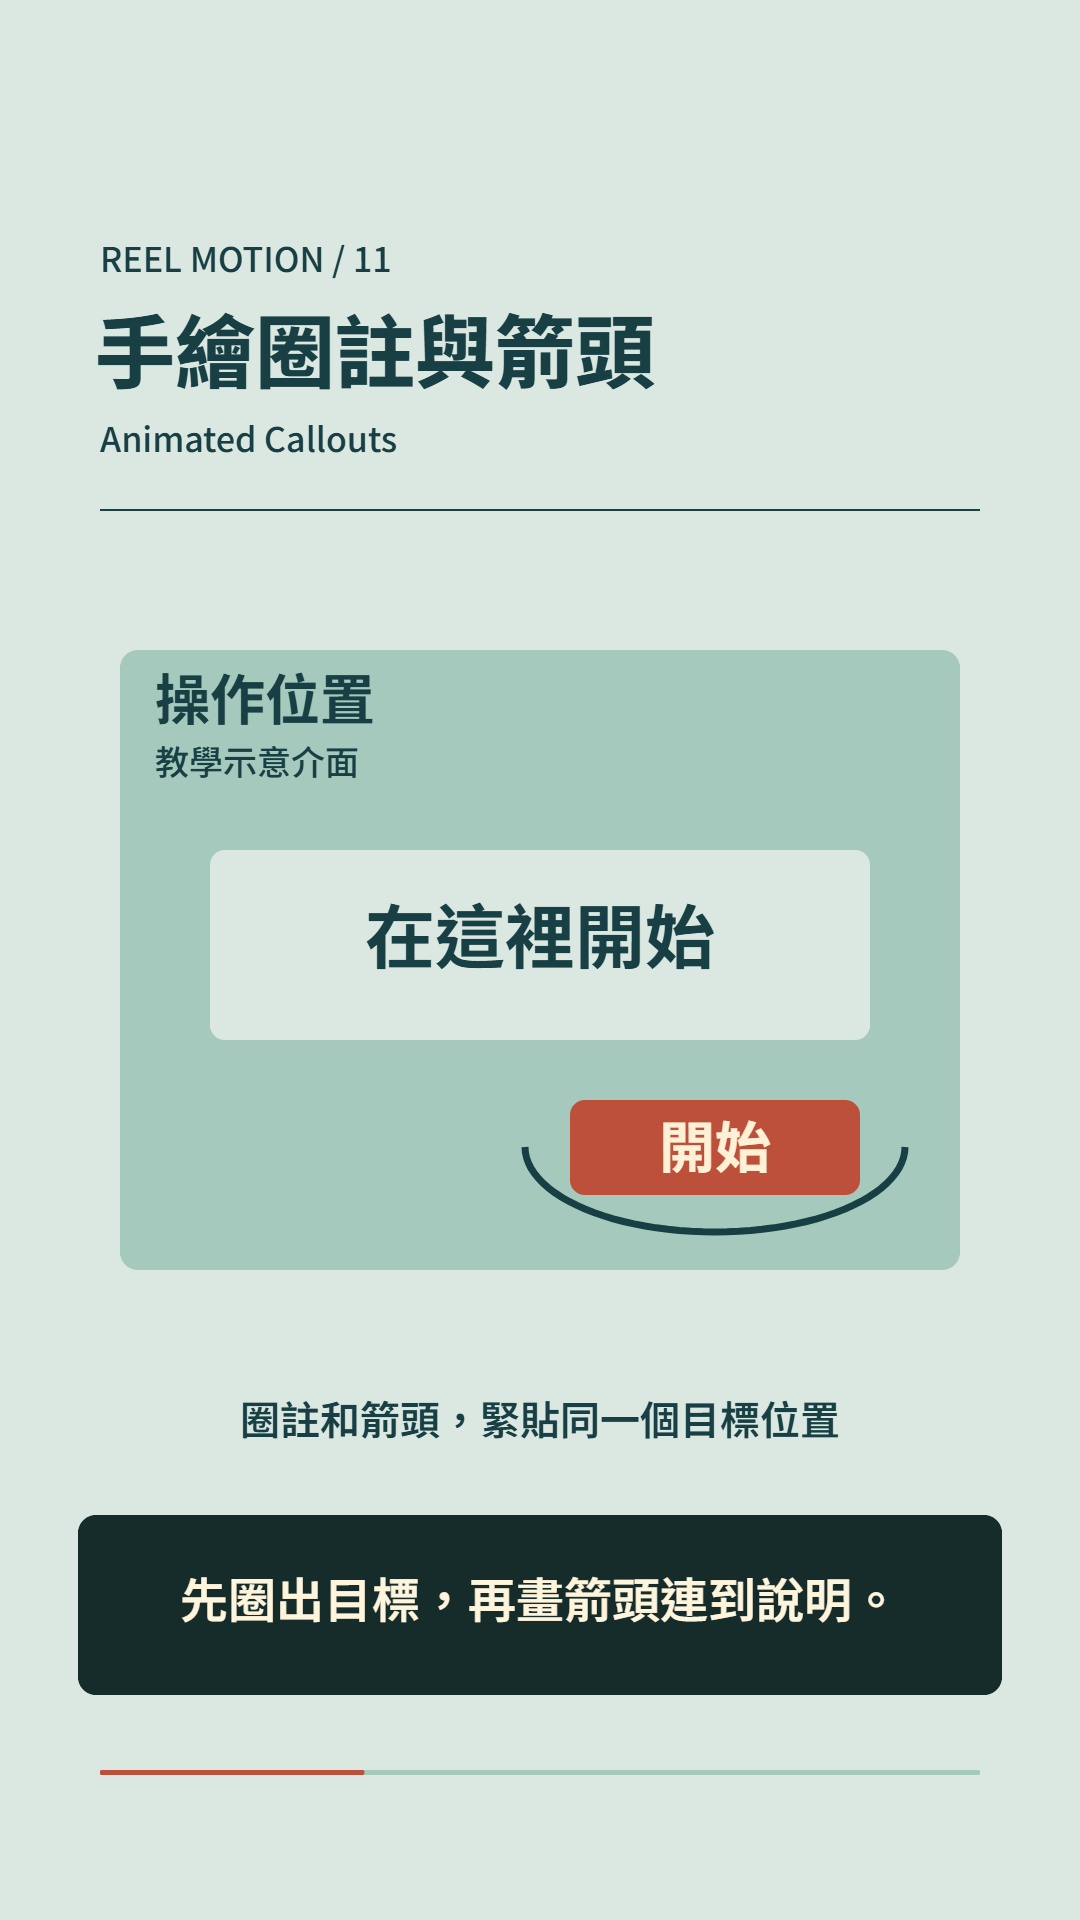 REEL MOTION / 11
手繪圈註與箭頭
Animated Callouts
操作位置
教學示意介面
在這裡開始
開始
圈註和箭頭，緊貼同一個目標位置
先圈出目標，再畫箭頭連到說明。